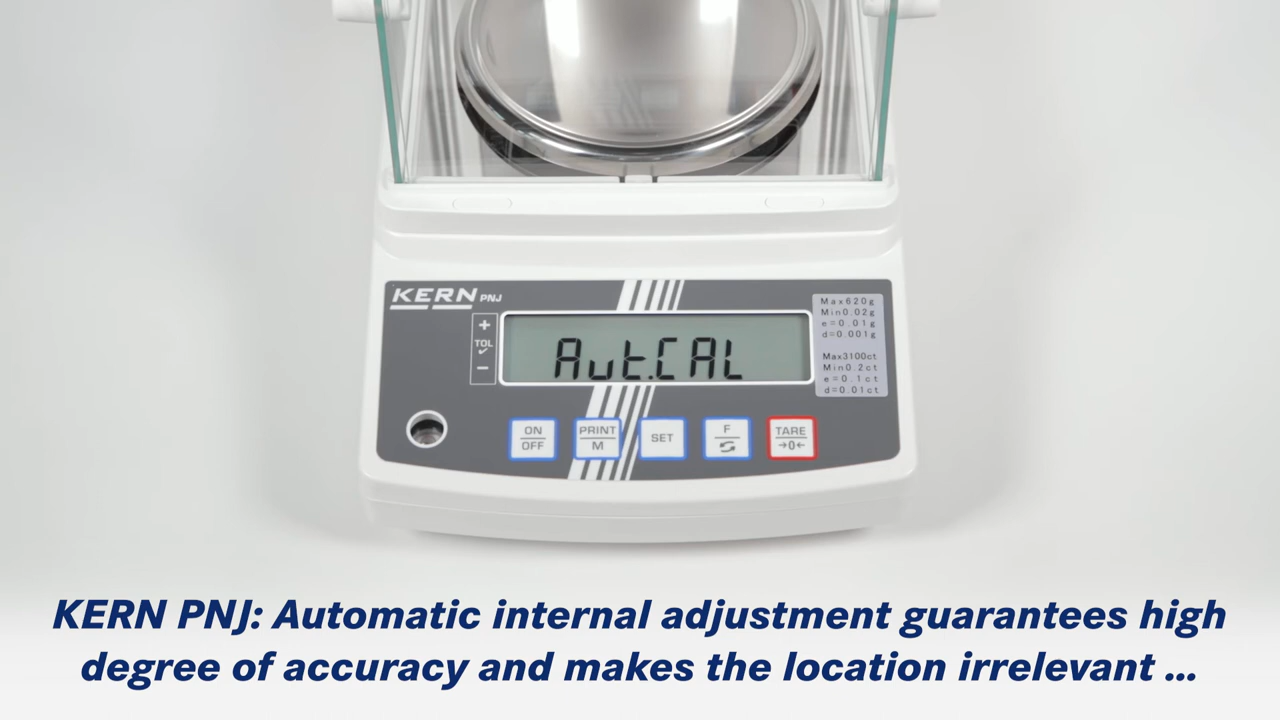 KERN PNJ
+
TOL
✓
−
Aut.CAL
Max620g
Min0.02g
e=0.01g
d=0.001g
Max3100ct
Min0.2ct
e=0.1ct
d=0.01ct
ON
OFF
PRINT
M
SET
F
TARE
→0←
KERN PNJ: Automatic internal adjustment guarantees high
degree of accuracy and makes the location irrelevant ...